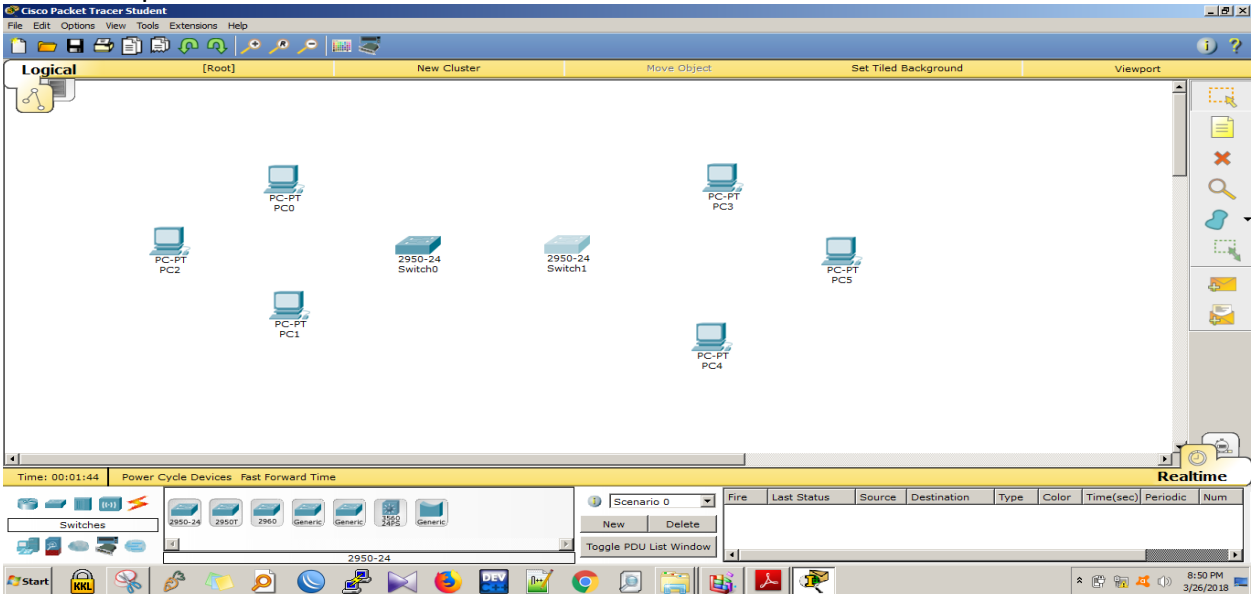 Cisco Packet Tracer Student
File Edit Options View Tools Extensions Help
Logical [Root] New Cluster Move Object Set Tiled Background Viewport
PC-PT
PC0
PC-PT
PC3
PC-PT
PC2
2950-24
Switch0
2950-24
Switch1
PC-PT
PC5
PC-PT
PC1
PC-PT
PC4
Time: 00:01:44 Power Cycle Devices Fast Forward Time
Realtime
Switches
2950-24 2950T 2960 Generic Generic 3560 24PS Generic
2950-24
Scenario 0
New Delete
Toggle PDU List Window
Fire Last Status Source Destination Type Color Time(sec) Periodic Num
Start
KKL
DEV
8:50 PM
3/26/2018